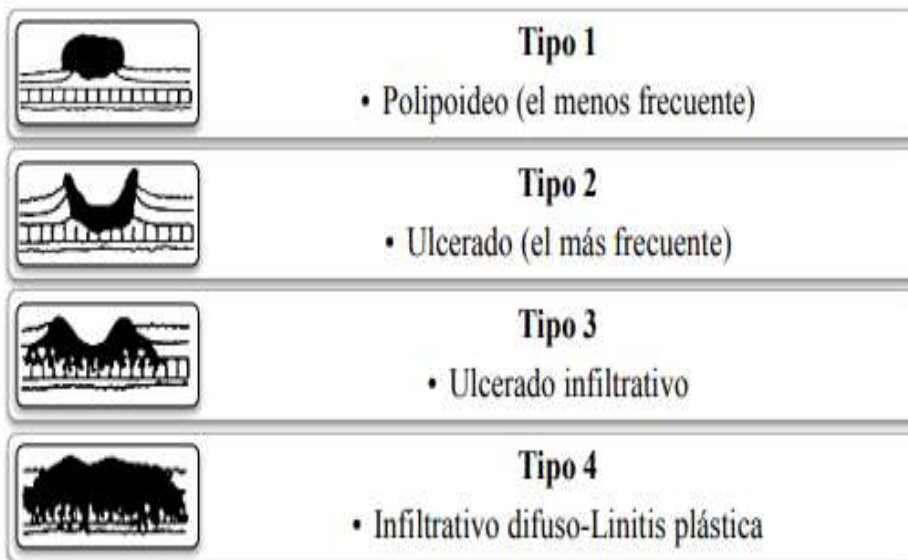 Tipo 1
• Polipoideo (el menos frecuente)
Tipo 2
• Ulcerado (el más frecuente)
Tipo 3
• Ulcerado infiltrativo
Tipo 4
• Infiltrativo difuso-Linitis plástica